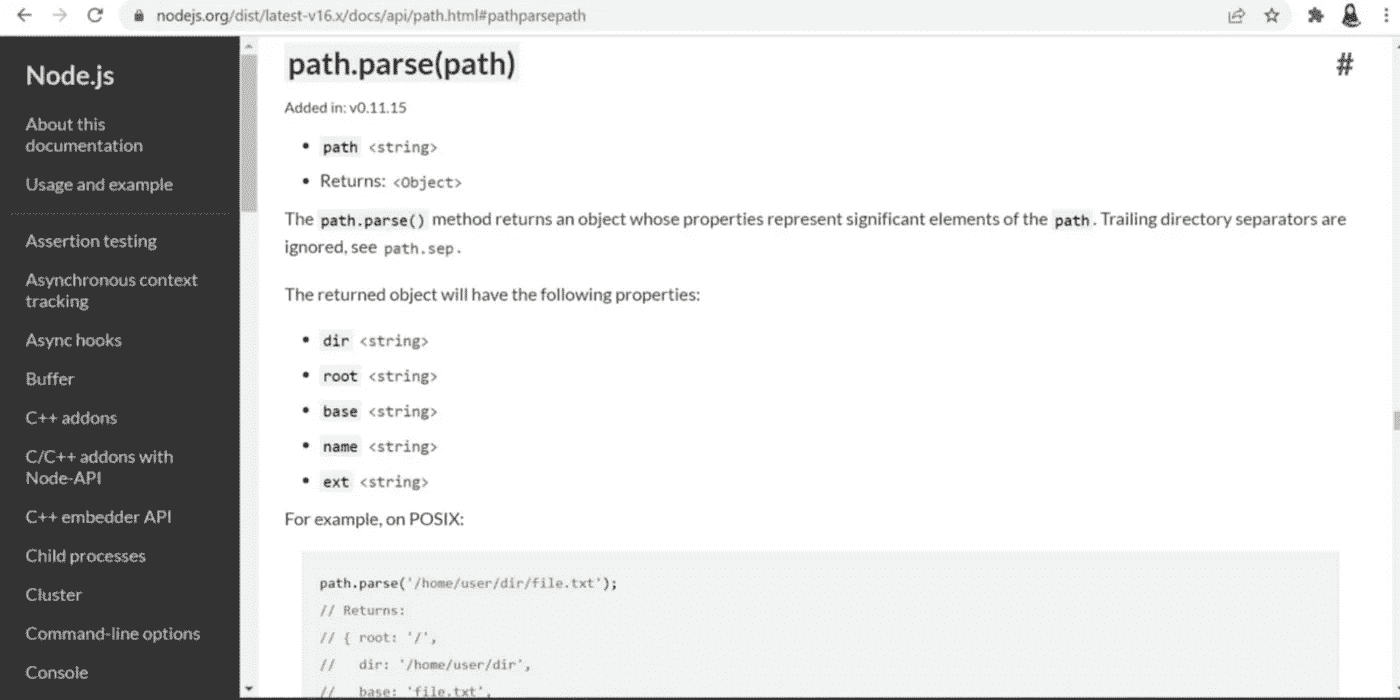 nodejs.org/dist/latest-v16.x/docs/api/path.html#pathparsepath
Node.js
About this
documentation
Usage and example
Assertion testing
Asynchronous context
tracking
Async hooks
Buffer
C++ addons
C/C++ addons with
Node-API
C++ embedder API
Child processes
Cluster
Command-line options
Console
path.parse(path)
#
Added in: v0.11.15
• path <string>
• Returns: <Object>
The path.parse() method returns an object whose properties represent significant elements of the path. Trailing directory separators are
ignored, see path.sep.
The returned object will have the following properties:
• dir <string>
• root <string>
• base <string>
• name <string>
• ext <string>
For example, on POSIX:
path.parse('/home/user/dir/file.txt');
// Returns:
// { root: '/',
//   dir: '/home/user/dir',
//   base: 'file.txt',